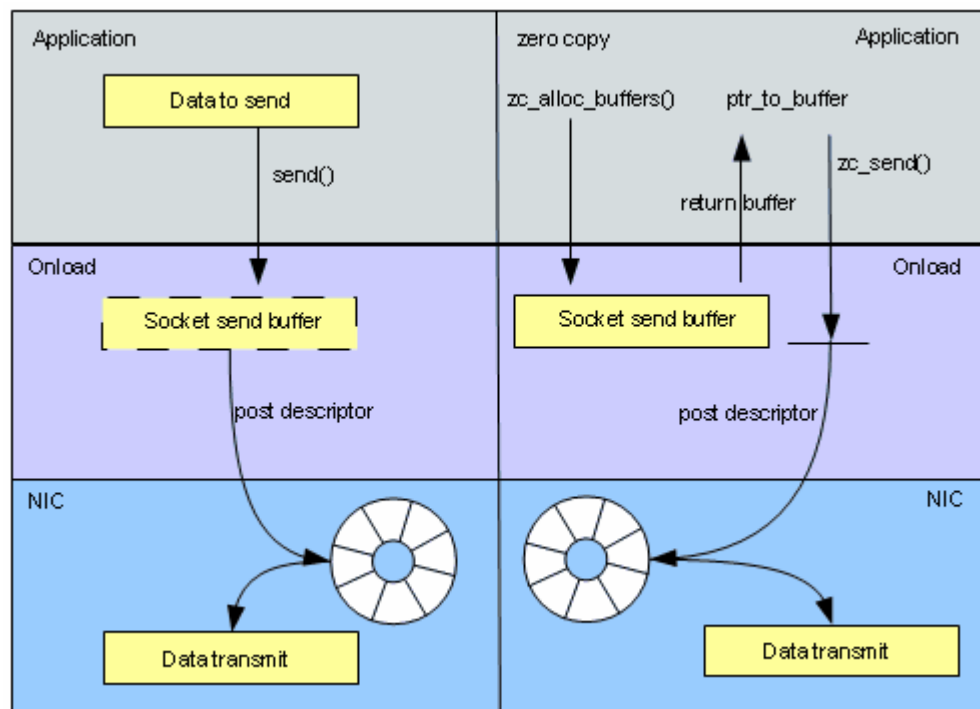 Application
Data to send
send()
Onload
Socket send buffer
post descriptor
NIC
Data transmit
zero copy
Application
zc_alloc_buffers()
ptr_to_buffer
zc_send()
return buffer
Onload
Socket send buffer
post descriptor
NIC
Data transmit